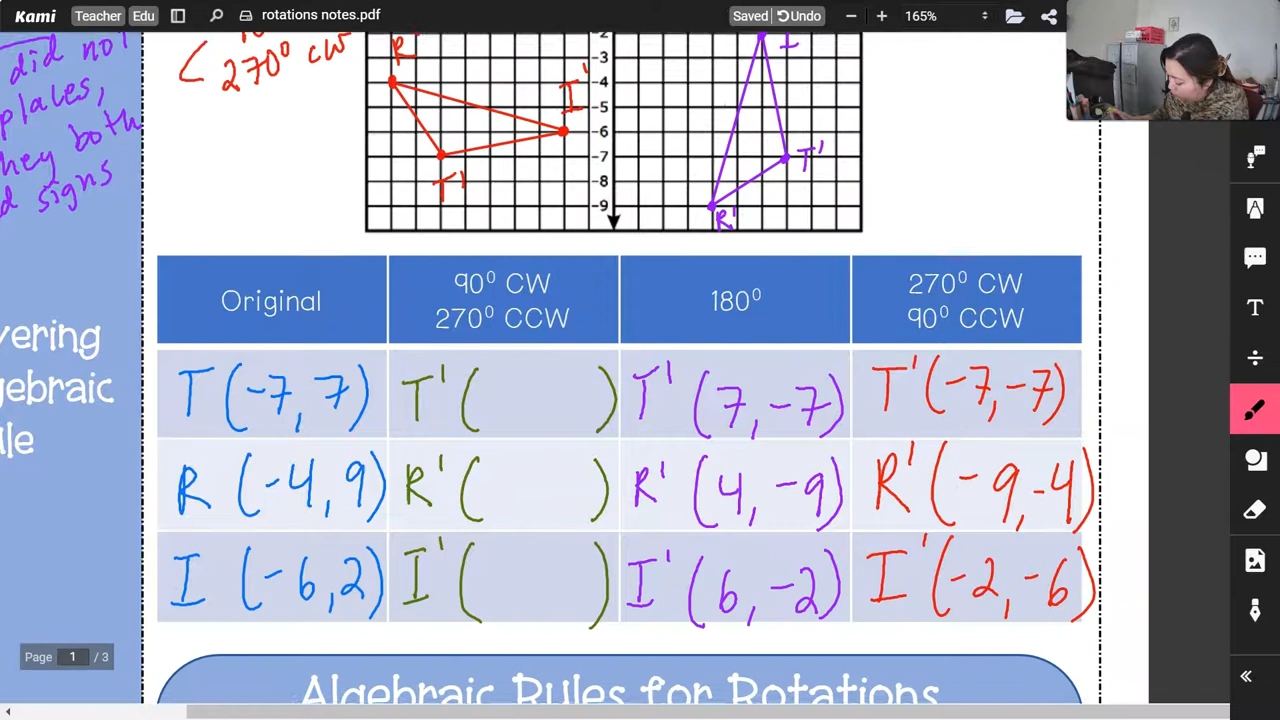 Kami Teacher Edu rotations notes.pdf Saved Undo 165%
did not
places,
they both
signs
270° CW
R'
I'
T'
-2
-3
-4
-5
-6
-7
-8
-9
I
T'
R'
Original 90° CW 270° CCW 180° 270° CW 90° CCW
T (-7, 7) T' ( ) T' (7, -7) T' (-7, -7)
R (-4, 9) R' ( ) R' (4, -9) R' (-9, -4)
I (-6, 2) I' ( ) I' (6, -2) I' (-2, -6)
vering
gebraic
le
Page 1 / 3
Algebraic Rules for Rotations